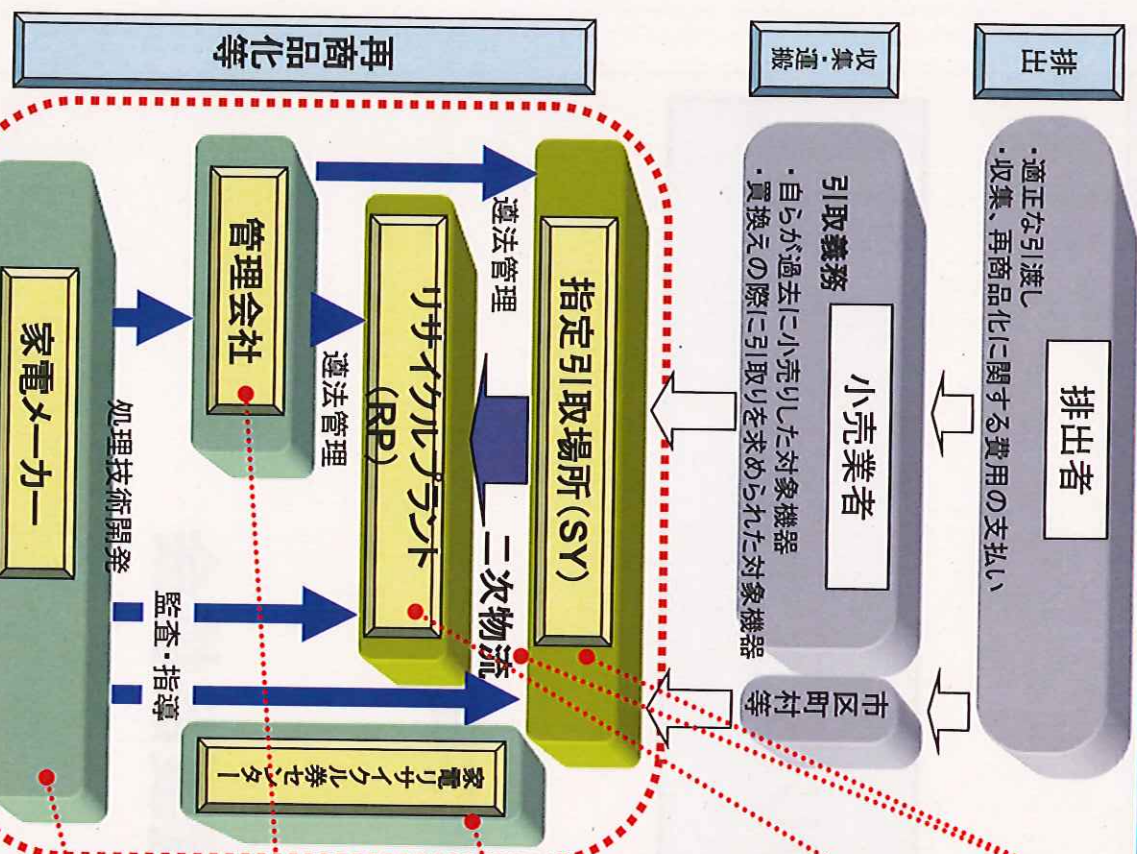 排出
排出者
・適正な引渡し
・収集、再商品化に関する費用の支払い
収集・運搬
小売業者
引取義務
・自らが過去に小売りした対象機器
・買換えの際に引取りを求められた対象機器
市区町村等
再商品化等
指定引取場所(SY)
遵法管理
二次物流
リサイクルプラント
(RP)
遵法管理
管理会社
監査・指導
家電リサイクル券センター
処理技術開発
家電メーカー